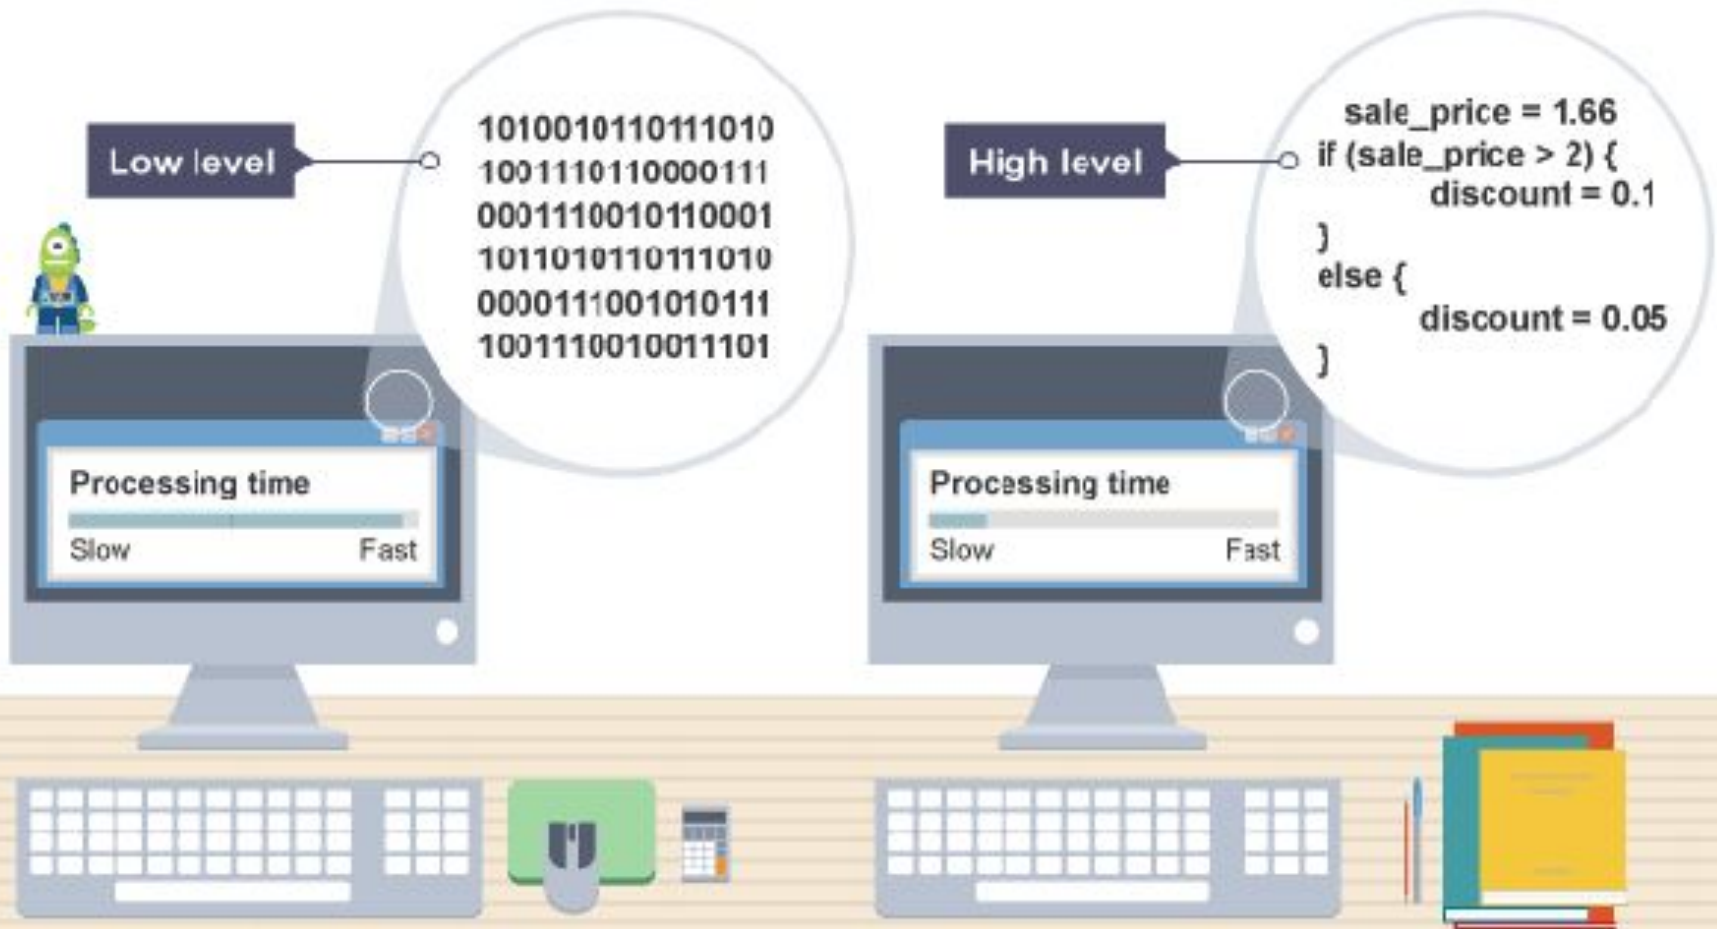 Low level
1010010110111010
1001110110000111
0001110010110001
1011010110111010
0000111001010111
1001110010011101
Processing time
Slow Fast
High level
sale_price = 1.66
if (sale_price > 2) {
discount = 0.1
}
else {
discount = 0.05
}
Processing time
Slow Fast